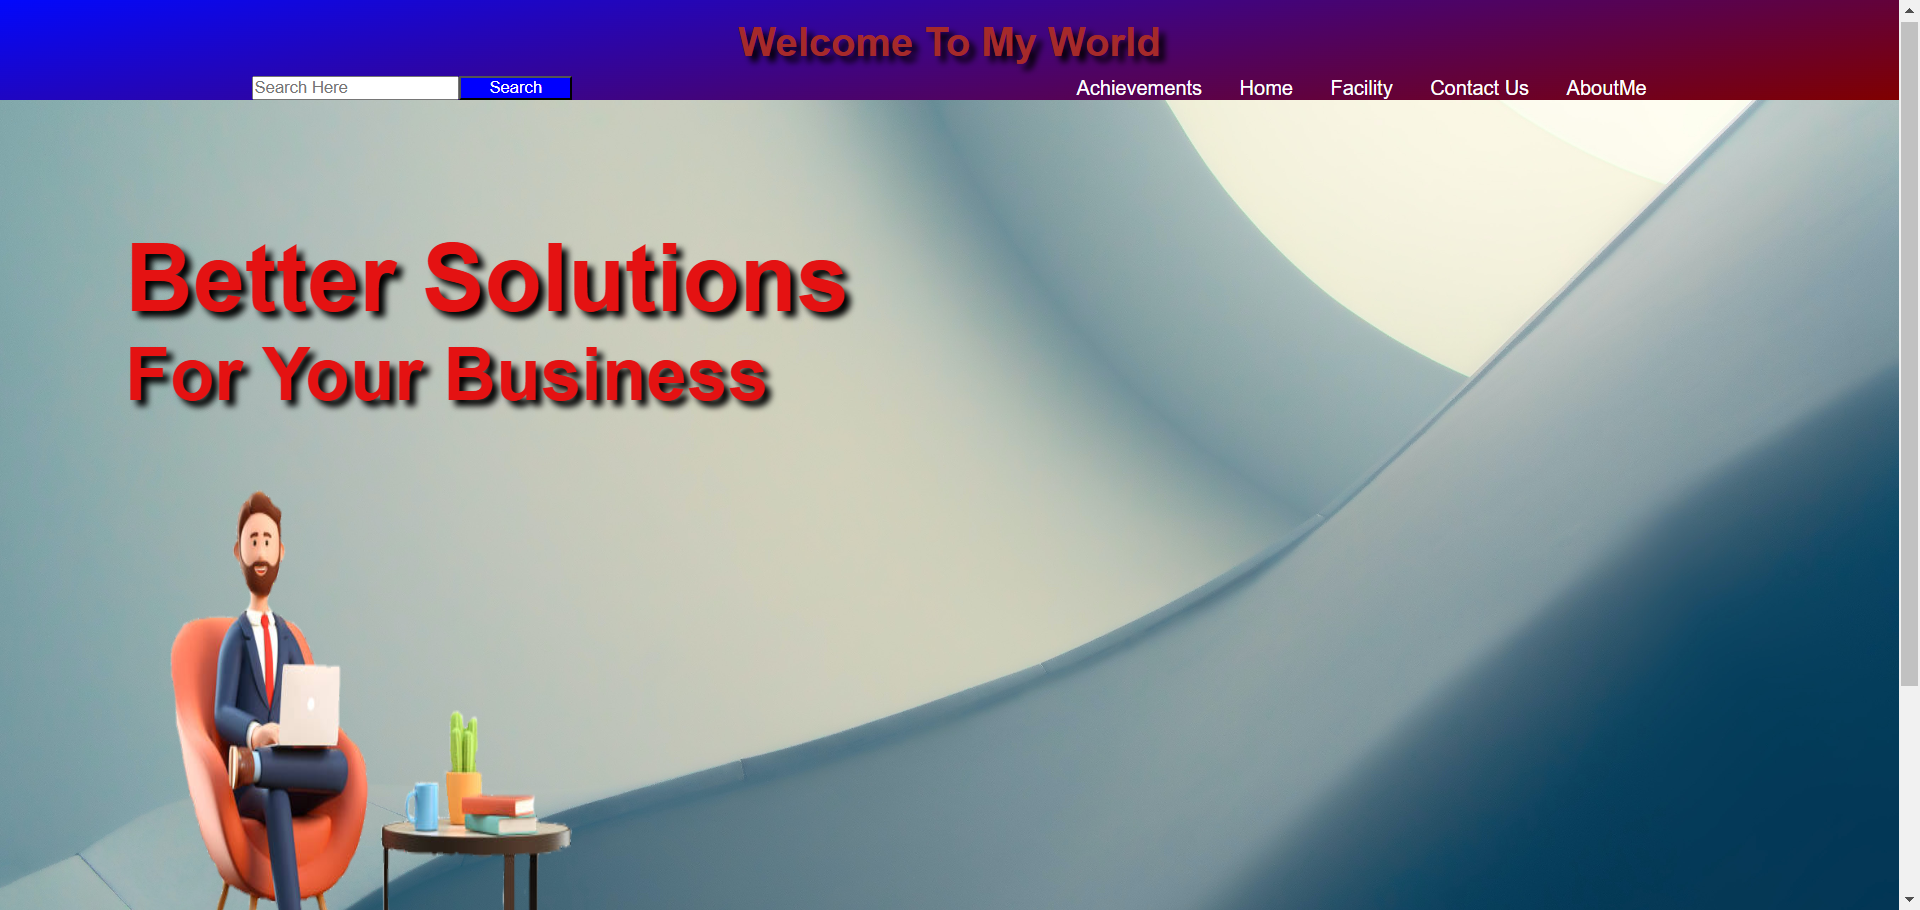 Welcome To My World
Search Here Search Achievements Home Facility Contact Us AboutMe
Better Solutions
For Your Business